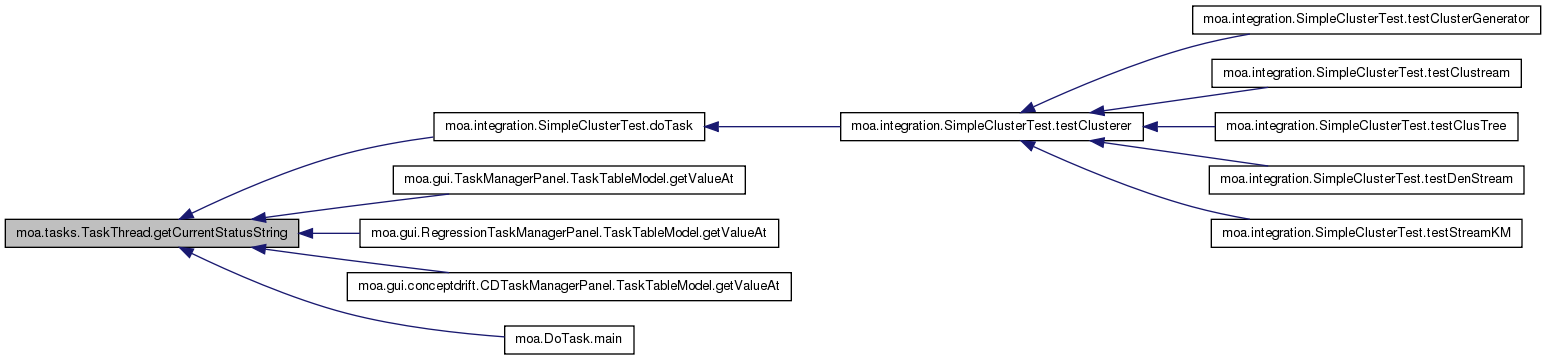 moa.integration.SimpleClusterTest.testClusterGenerator
moa.integration.SimpleClusterTest.testClustream
moa.integration.SimpleClusterTest.doTask
moa.integration.SimpleClusterTest.testClusterer
moa.integration.SimpleClusterTest.testClusTree
moa.gui.TaskManagerPanel.TaskTableModel.getValueAt
moa.integration.SimpleClusterTest.testDenStream
moa.tasks.TaskThread.getCurrentStatusString
moa.gui.RegressionTaskManagerPanel.TaskTableModel.getValueAt
moa.integration.SimpleClusterTest.testStreamKM
moa.gui.conceptdrift.CDTaskManagerPanel.TaskTableModel.getValueAt
moa.DoTask.main